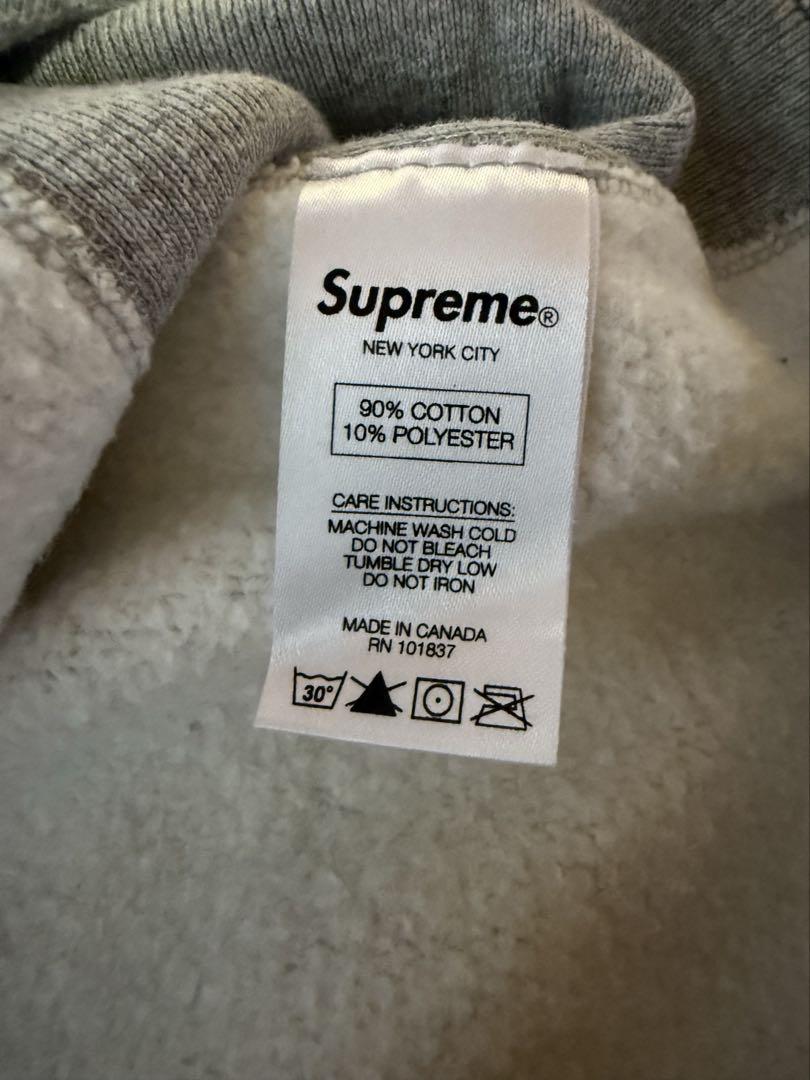 Supreme®
NEW YORK CITY
90% COTTON
10% POLYESTER
CARE INSTRUCTIONS:
MACHINE WASH COLD
DO NOT BLEACH
TUMBLE DRY LOW
DO NOT IRON
MADE IN CANADA
RN 101837
30°